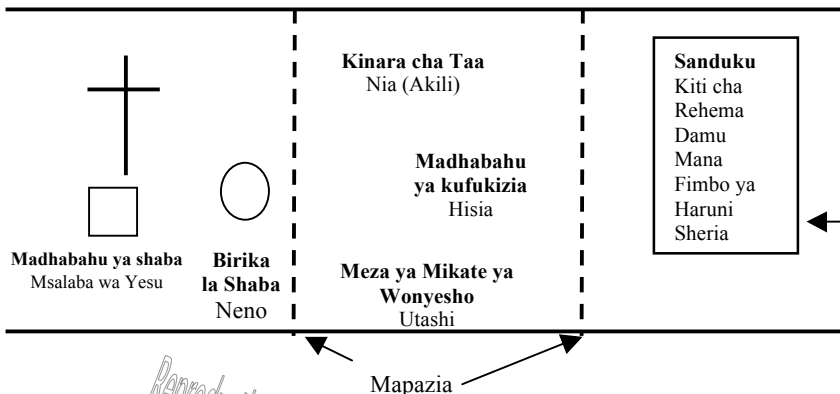 Madhabahu ya shaba
Msalaba wa Yesu
Birika
la Shaba
Neno
Kinara cha Taa
Nia (Akili)
Madhabahu
ya kufukizia
Hisia
Meza ya Mikate ya
Wonyesho
Utashi
Sanduku
Kiti cha
Rehema
Damu
Mana
Fimbo ya
Haruni
Sheria
Mapazia